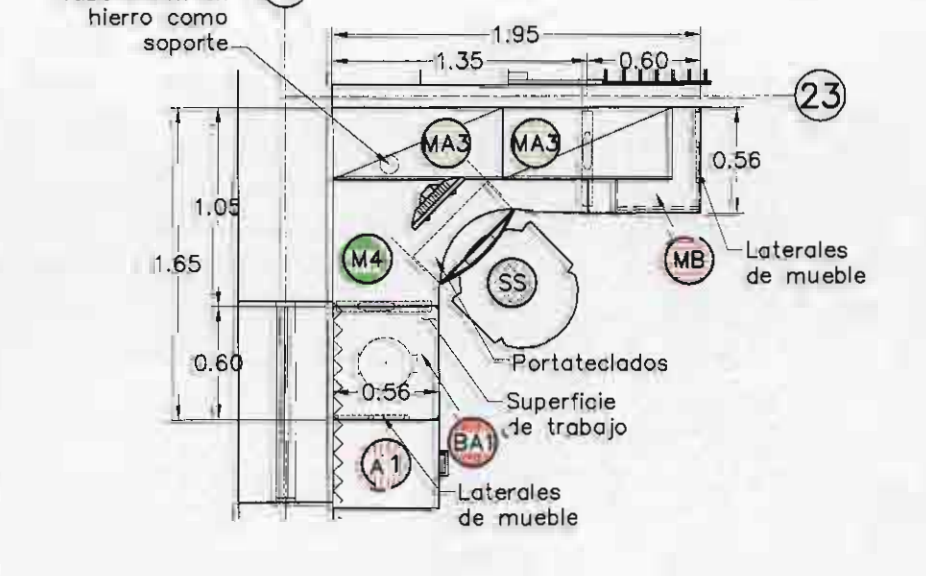 hierro como
soporte
1.95
1.35
0.60
23
MA3
MA3
0.56
1.05
M4
1.65
SS
MB
Laterales
de mueble
0.60
Portateclados
0.56
Superficie
de trabajo
BA1
A1
Laterales
de mueble